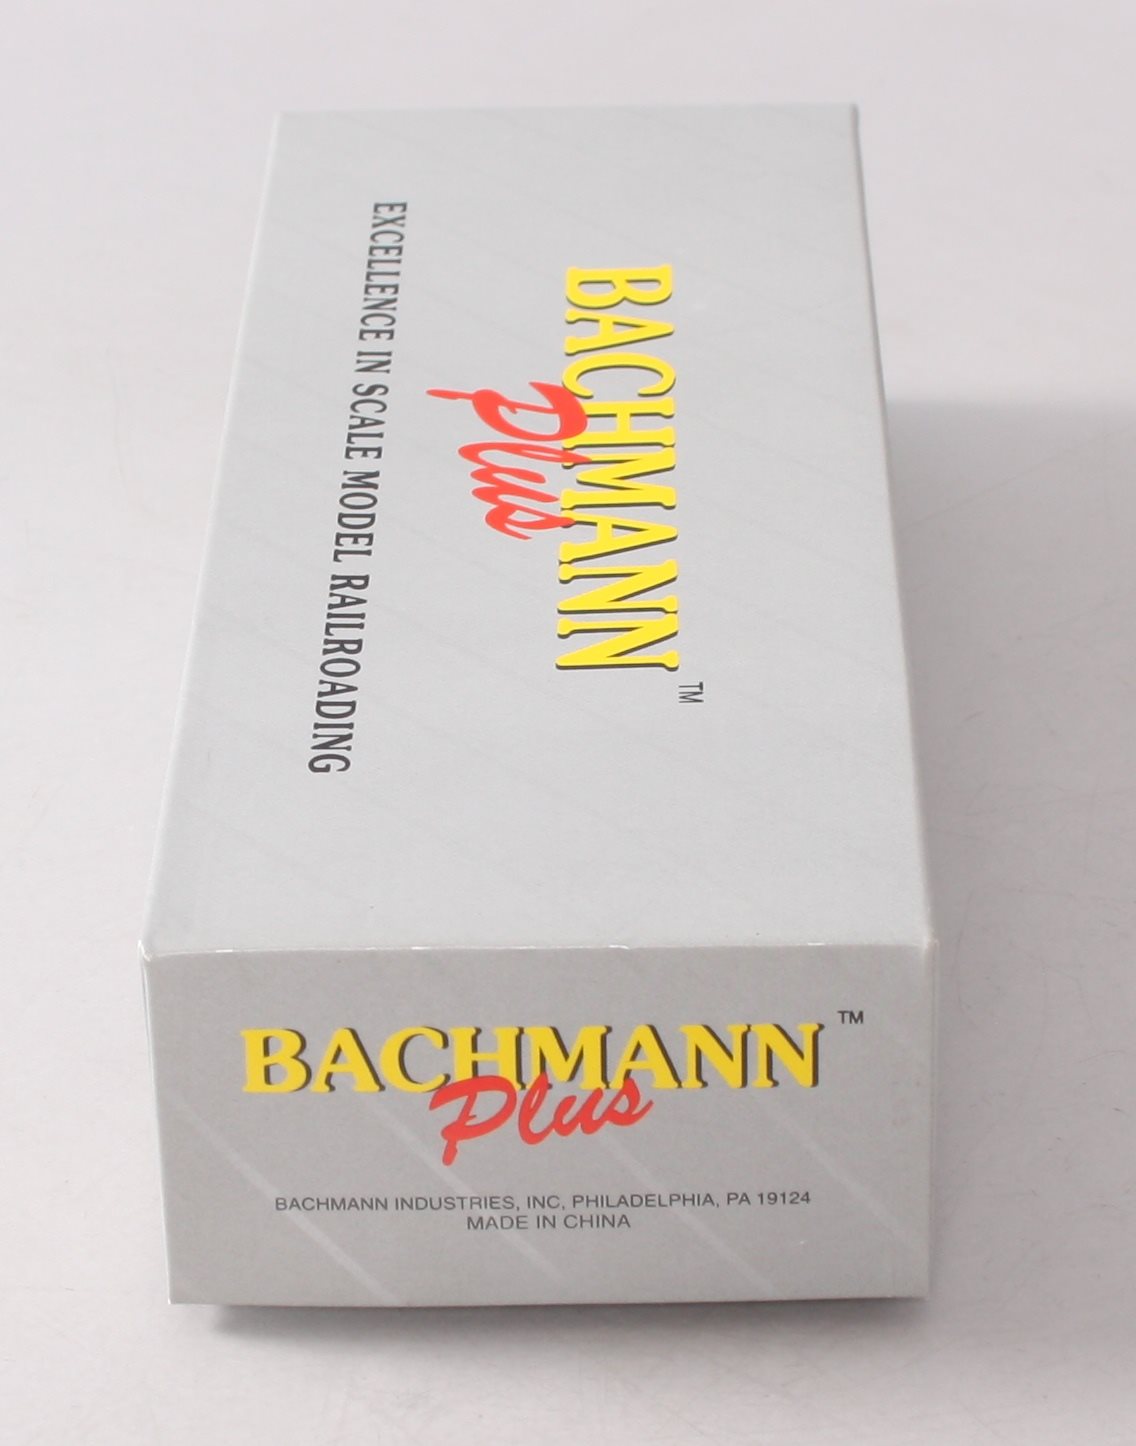 BACHMANN ™
Plus
EXCELLENCE IN SCALE MODEL RAILROADING
BACHMANN ™
Plus
BACHMANN INDUSTRIES, INC, PHILADELPHIA, PA 19124
MADE IN CHINA